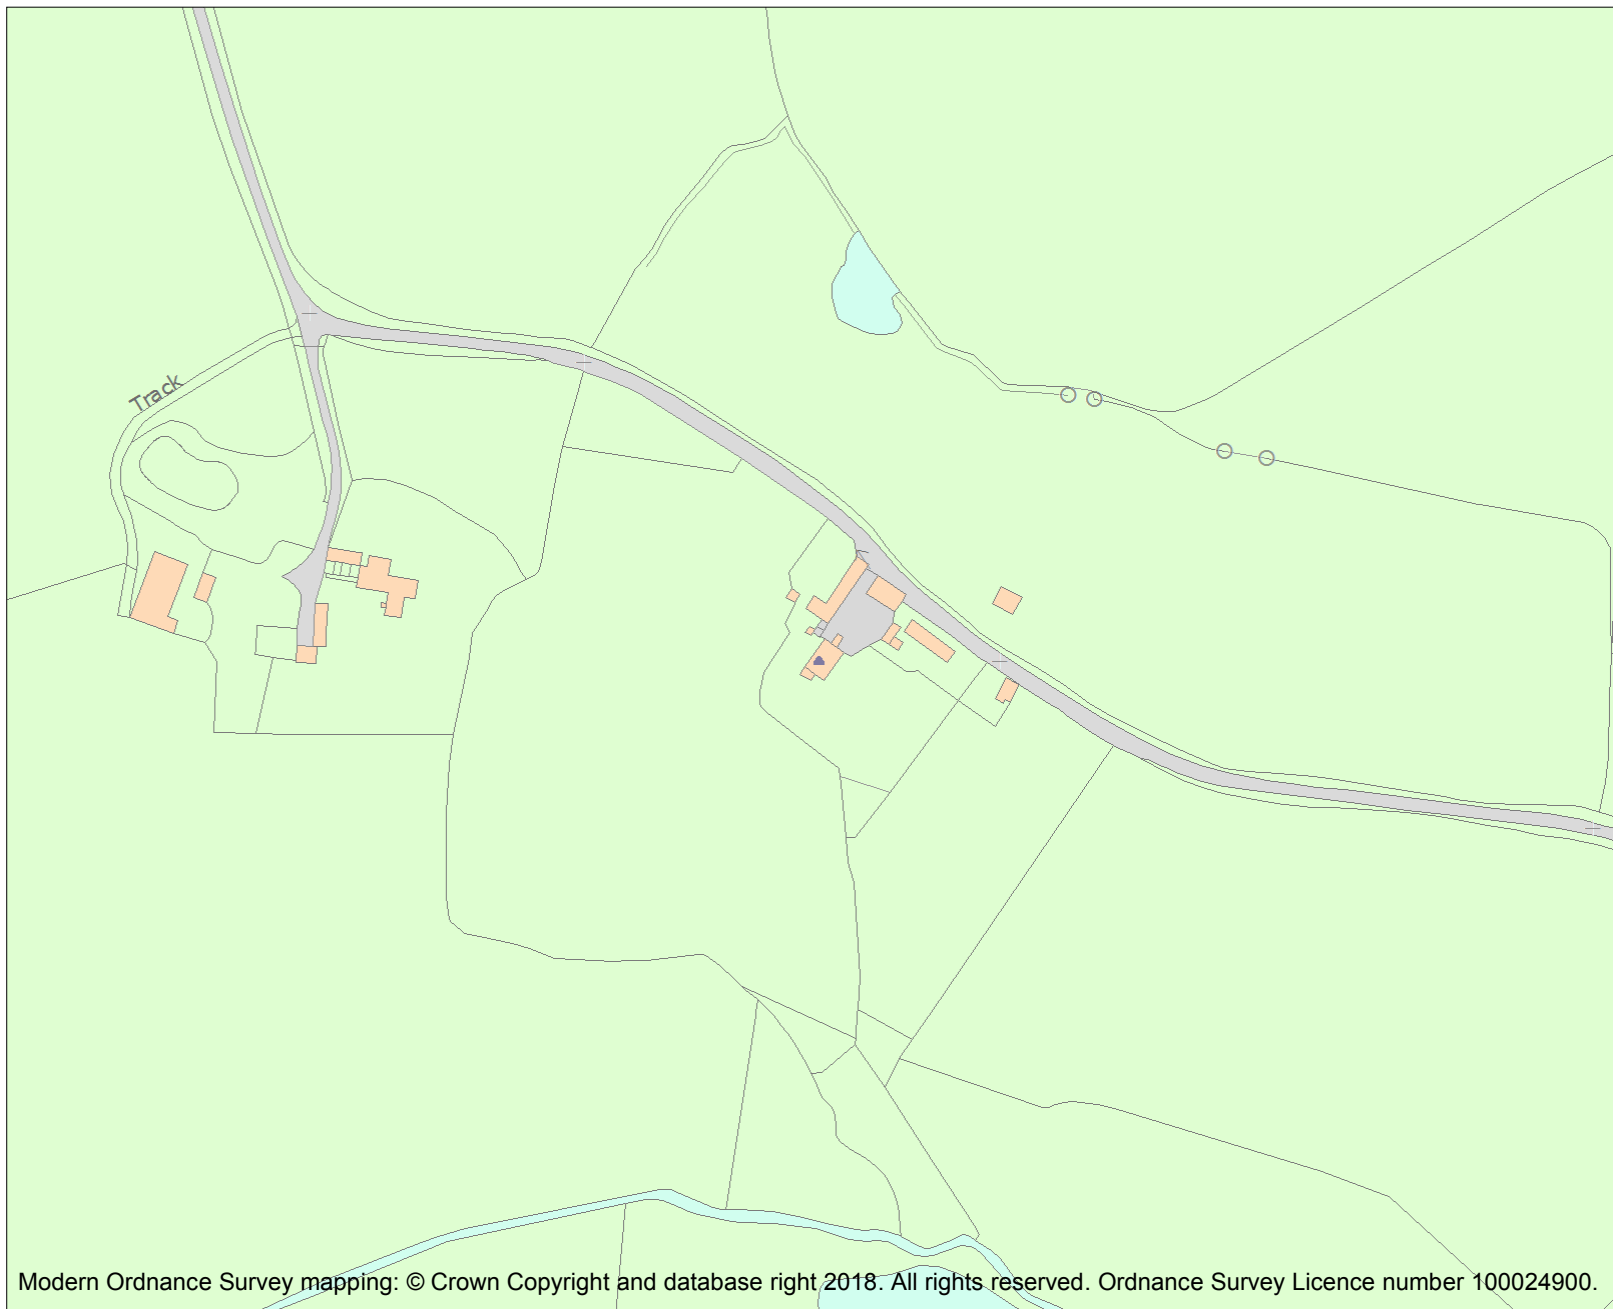 Track
Modern Ordnance Survey mapping: © Crown Copyright and database right 2018. All rights reserved. Ordnance Survey Licence number 100024900.